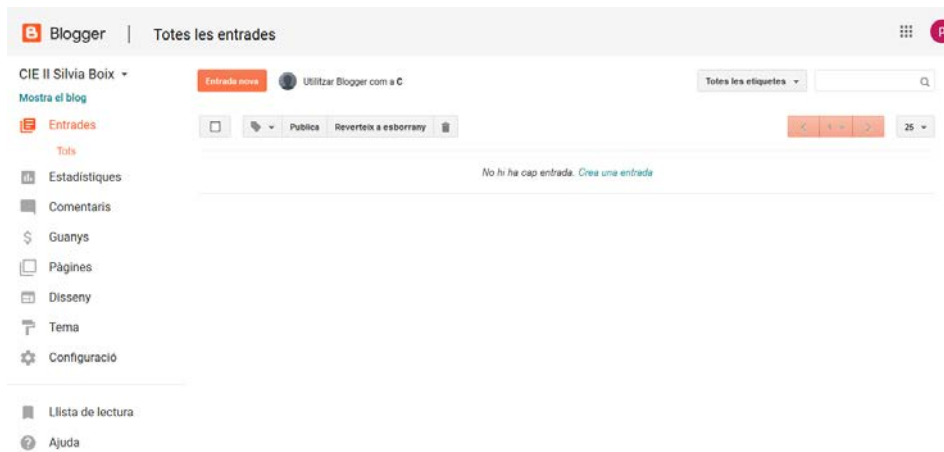 Blogger | Totes les entrades
P
CIE II Silvia Boix
Mostra el blog
Entrades
Tots
Estadístiques
Comentaris
Guanys
Pàgines
Disseny
Tema
Configuració
Llista de lectura
Ajuda
Entrada nova
Utilitzar Blogger com a C
Totes les etiquetes
Publica
Reverteix a esborrany
1
25
No hi ha cap entrada. Crea una entrada